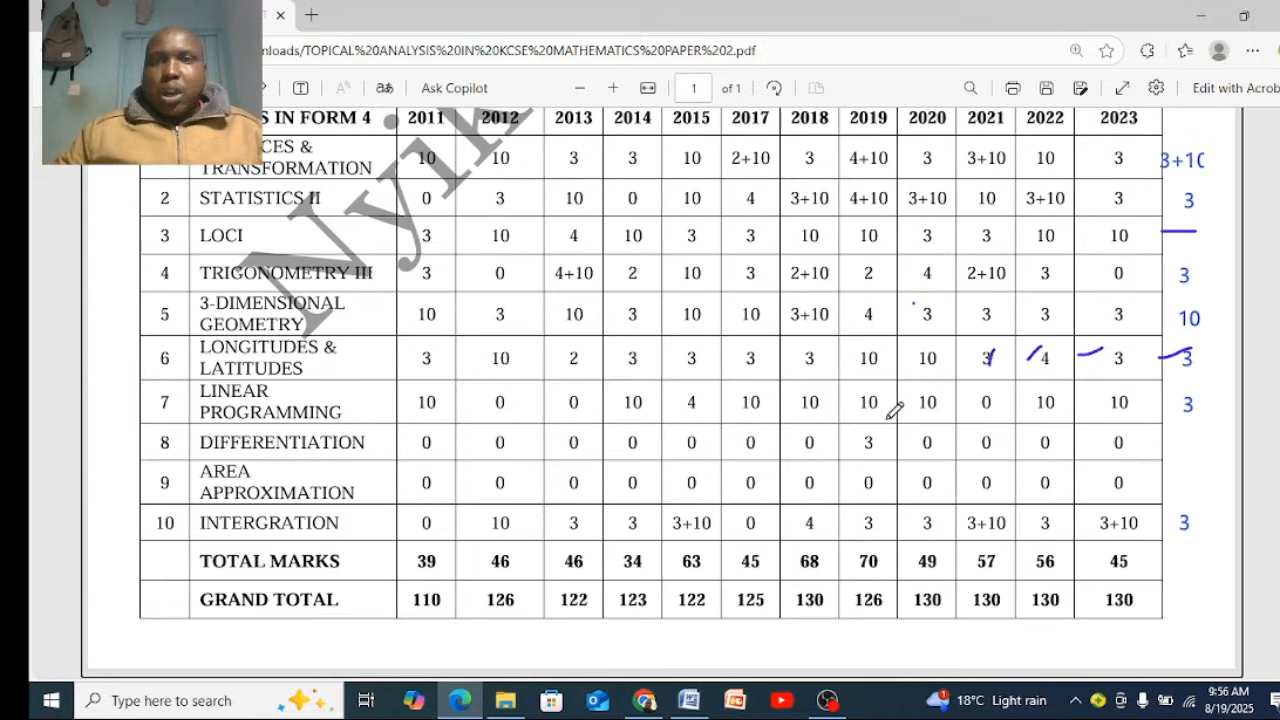 nloads/TOPICAL%20ANALYSIS%20IN%20KCSE%20MATHEMATICS%20PAPER%202.pdf
Ask Copilot 1 of 1 Edit with Acrob
S IN FORM 4 2011 2012 2013 2014 2015 2017 2018 2019 2020 2021 2022 2023
CES &
TRANSFORMATION 10 10 3 3 10 2+10 3 4+10 3 3+10 10 3 3+10
2 STATISTICS II 0 3 10 0 10 4 3+10 4+10 3+10 10 3+10 3 3
3 LOCI 3 10 4 10 3 3 10 10 3 3 10 10
4 TRIGONOMETRY III 3 0 4+10 2 10 3 2+10 2 4 2+10 3 0 3
5 3-DIMENSIONAL
GEOMETRY 10 3 10 3 10 10 3+10 4 3 3 3 3 10
6 LONGITUDES &
LATITUDES 3 10 2 3 3 3 3 10 10 3 4 3 3
7 LINEAR
PROGRAMMING 10 0 0 10 4 10 10 10 10 0 10 10 3
8 DIFFERENTIATION 0 0 0 0 0 0 0 3 0 0 0 0
9 AREA
APPROXIMATION 0 0 0 0 0 0 0 0 0 0 0 0
10 INTERGRATION 0 10 3 3 3+10 0 4 3 3 3+10 3 3+10 3
TOTAL MARKS 39 46 46 34 63 45 68 70 49 57 56 45
GRAND TOTAL 110 126 122 123 122 125 130 126 130 130 130 130
Nyik
Type here to search 18°C Light rain 9:56 AM
8/19/2025